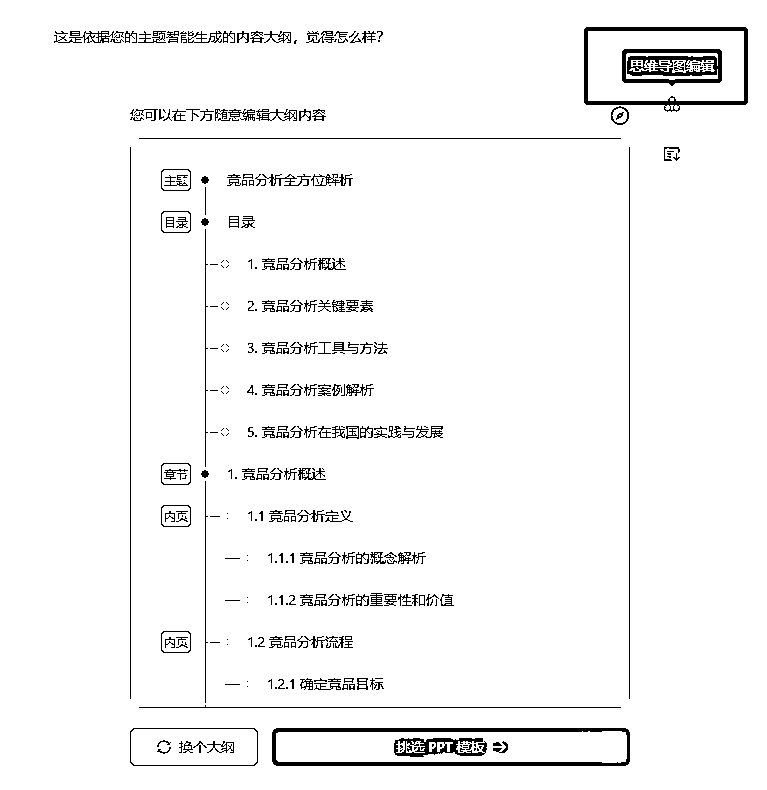 这是依据您的主题智能生成的内容大纲，觉得怎么样？
思维导图编辑
您可以在下方随意编辑大纲内容
主题 竞品分析全方位解析
目录 目录
1. 竞品分析概述
2. 竞品分析关键要素
3. 竞品分析工具与方法
4. 竞品分析案例解析
5. 竞品分析在我国的实践与发展
章节 1. 竞品分析概述
内页 1.1 竞品分析定义
1.1.1 竞品分析的概念解析
1.1.2 竞品分析的重要性和价值
内页 1.2 竞品分析流程
1.2.1 确定竞品目标
换个大纲 挑选 PPT 模板